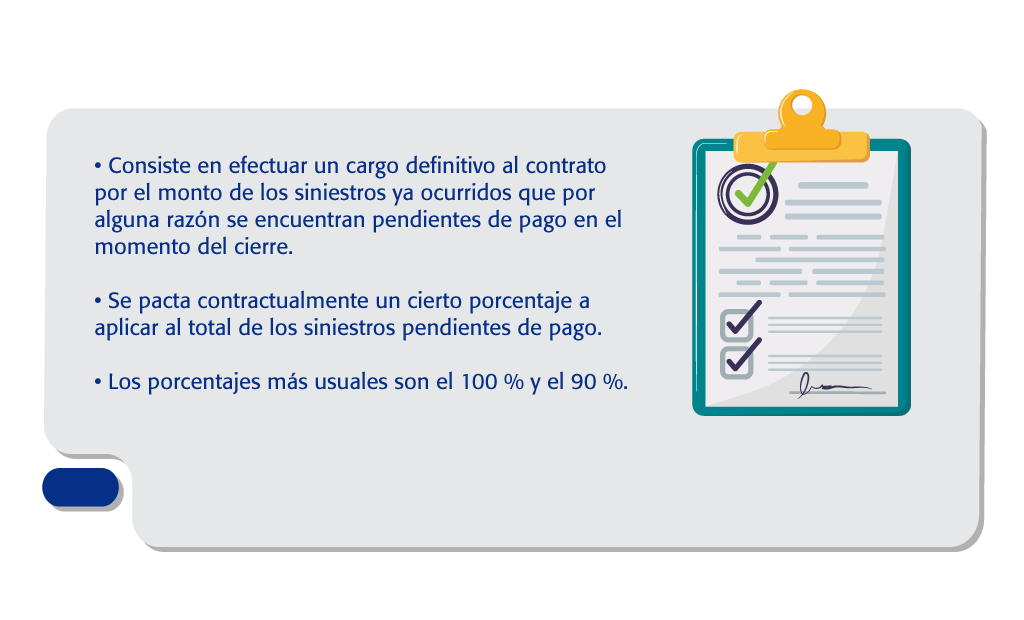 • Consiste en efectuar un cargo definitivo al contrato
por el monto de los siniestros ya ocurridos que por
alguna razón se encuentran pendientes de pago en el
momento del cierre.
• Se pacta contractualmente un cierto porcentaje a
aplicar al total de los siniestros pendientes de pago.
• Los porcentajes más usuales son el 100 % y el 90 %.